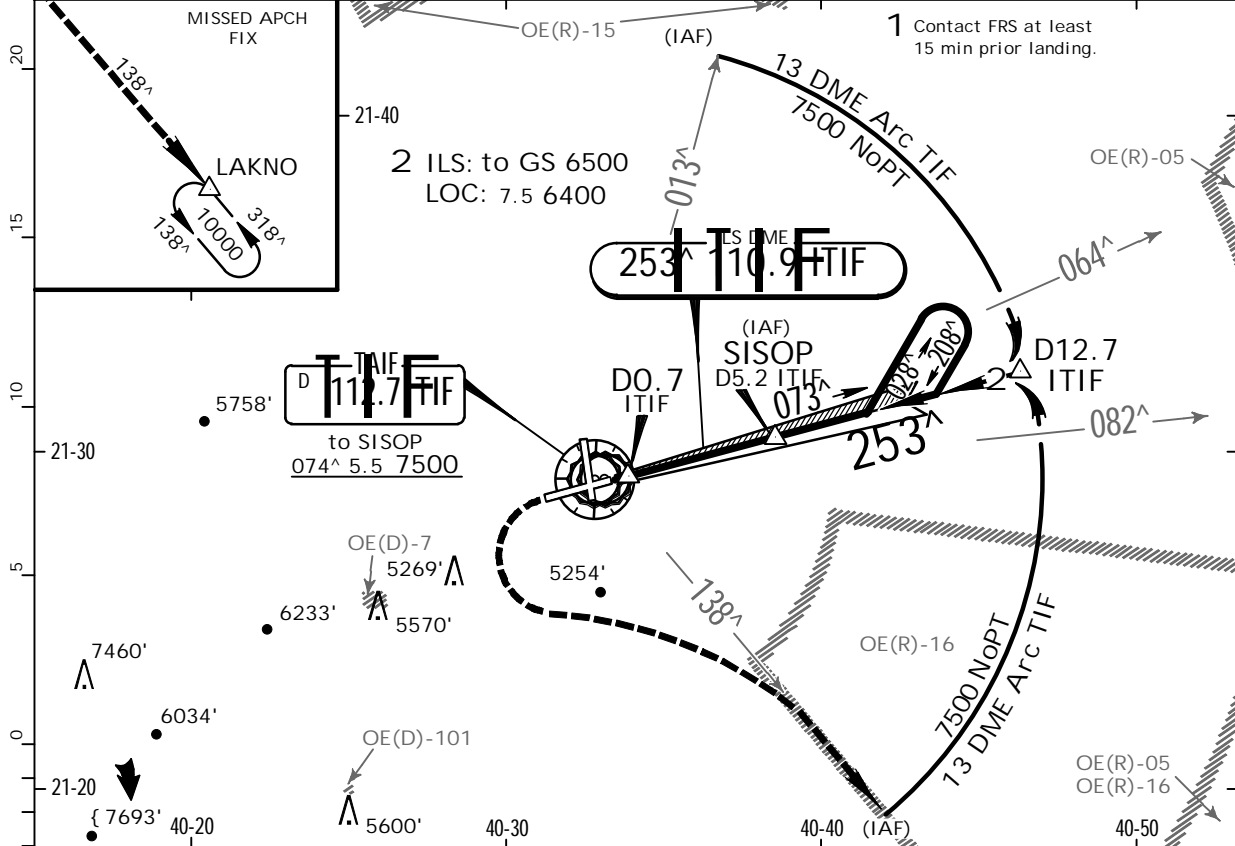 MISSED APCH
FIX
138^
LAKNO
10000
138^
318^
OE(R)-15
(IAF)
1 Contact FRS at least
15 min prior landing.
20
21-40
13 DME Arc TIF
7500 NoPT
2 ILS: to GS 6500
LOC: 7.5 6400
013^
OE(R)-05
15
ILS DME
253^ 110.9 ITIF
064^
(IAF)
SISOP
D5.2 ITIF
028^
208^
D12.7
ITIF
TAIF
D 112.7 TIF
to SISOP
074^ 5.5 7500
D0.7
ITIF
073^
2
253^
082^
10
5758'
21-30
OE(D)-7
5269'
5570'
5254'
138^
OE(R)-16
5
6233'
7460'
6034'
7500 NoPT
13 DME Arc TIF
0
OE(D)-101
OE(R)-05
OE(R)-16
21-20
{ 7693'
5600'
(IAF)
40-20
40-30
40-40
40-50